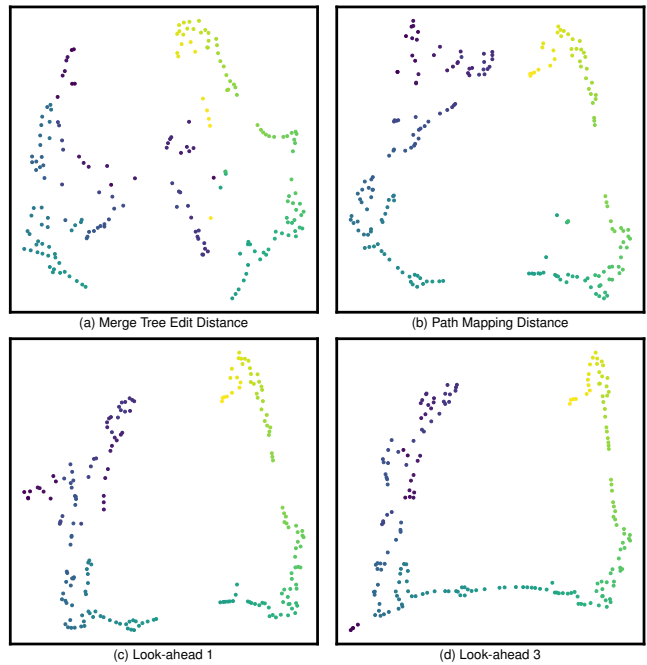 (a) Merge Tree Edit Distance
(b) Path Mapping Distance
(c) Look-ahead 1
(d) Look-ahead 3